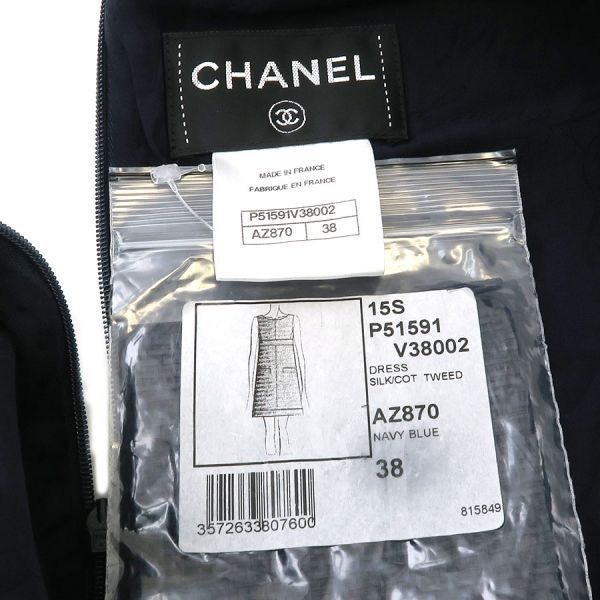 CHANEL
MADE IN FRANCE
FABRIQUE EN FRANCE
P51591V38002
AZ870 38
15S
P51591
V38002
DRESS
SILK/COT TWEED
AZ870
NAVY BLUE
38
3572633807600
815849